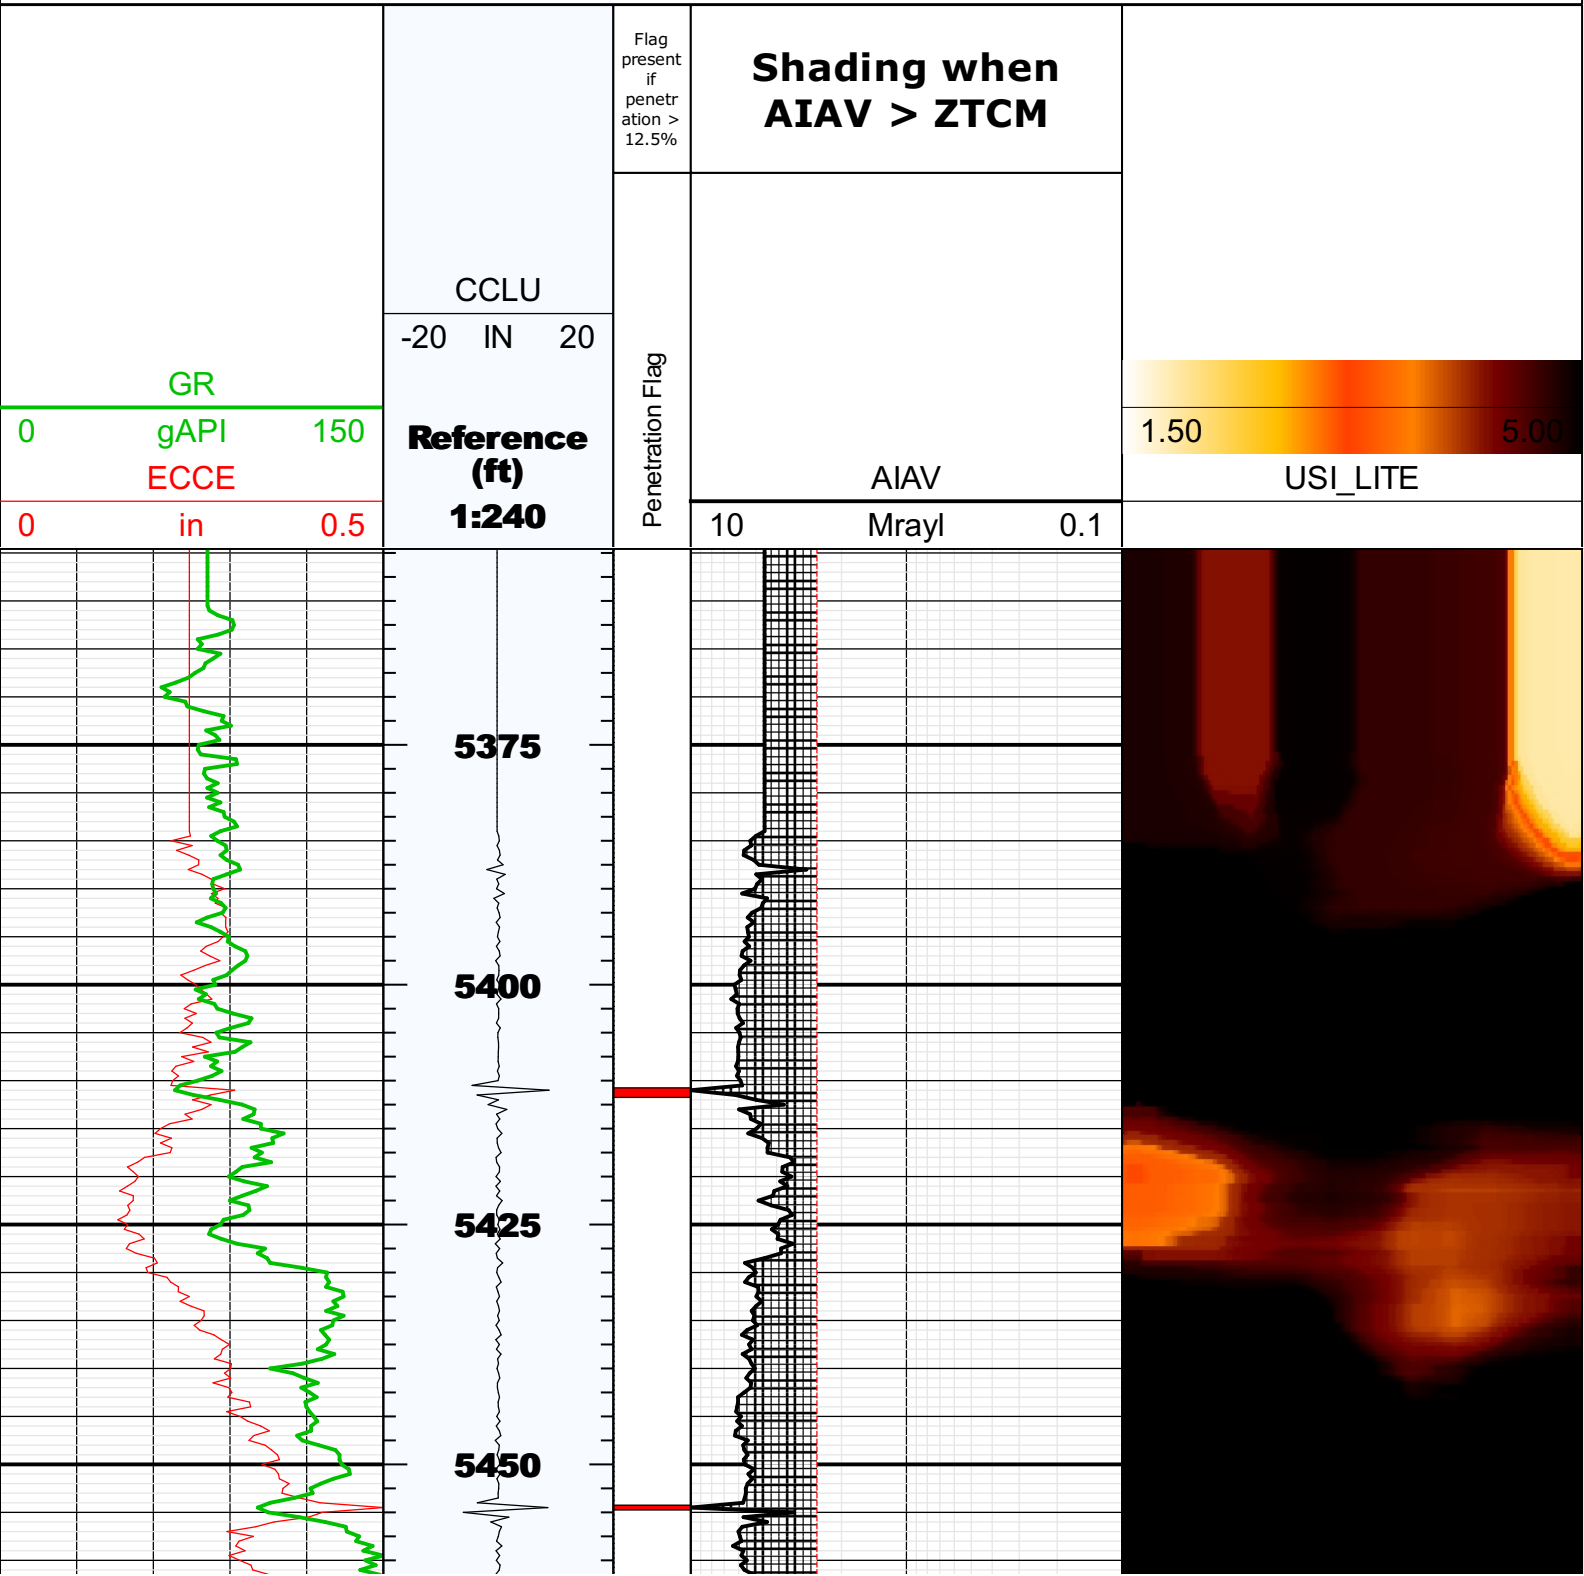 Flag
present
if
penetr
ation >
12.5%
Shading when
AIAV > ZTCM
CCLU
-20 IN 20
GR
0 gAPI 150
ECCE
0 in 0.5
Reference
(ft)
1:240
Penetration Flag
AIAV
10 Mrayl 0.1
1.50 5.00
USI_LITE
5375
5400
5425
5450